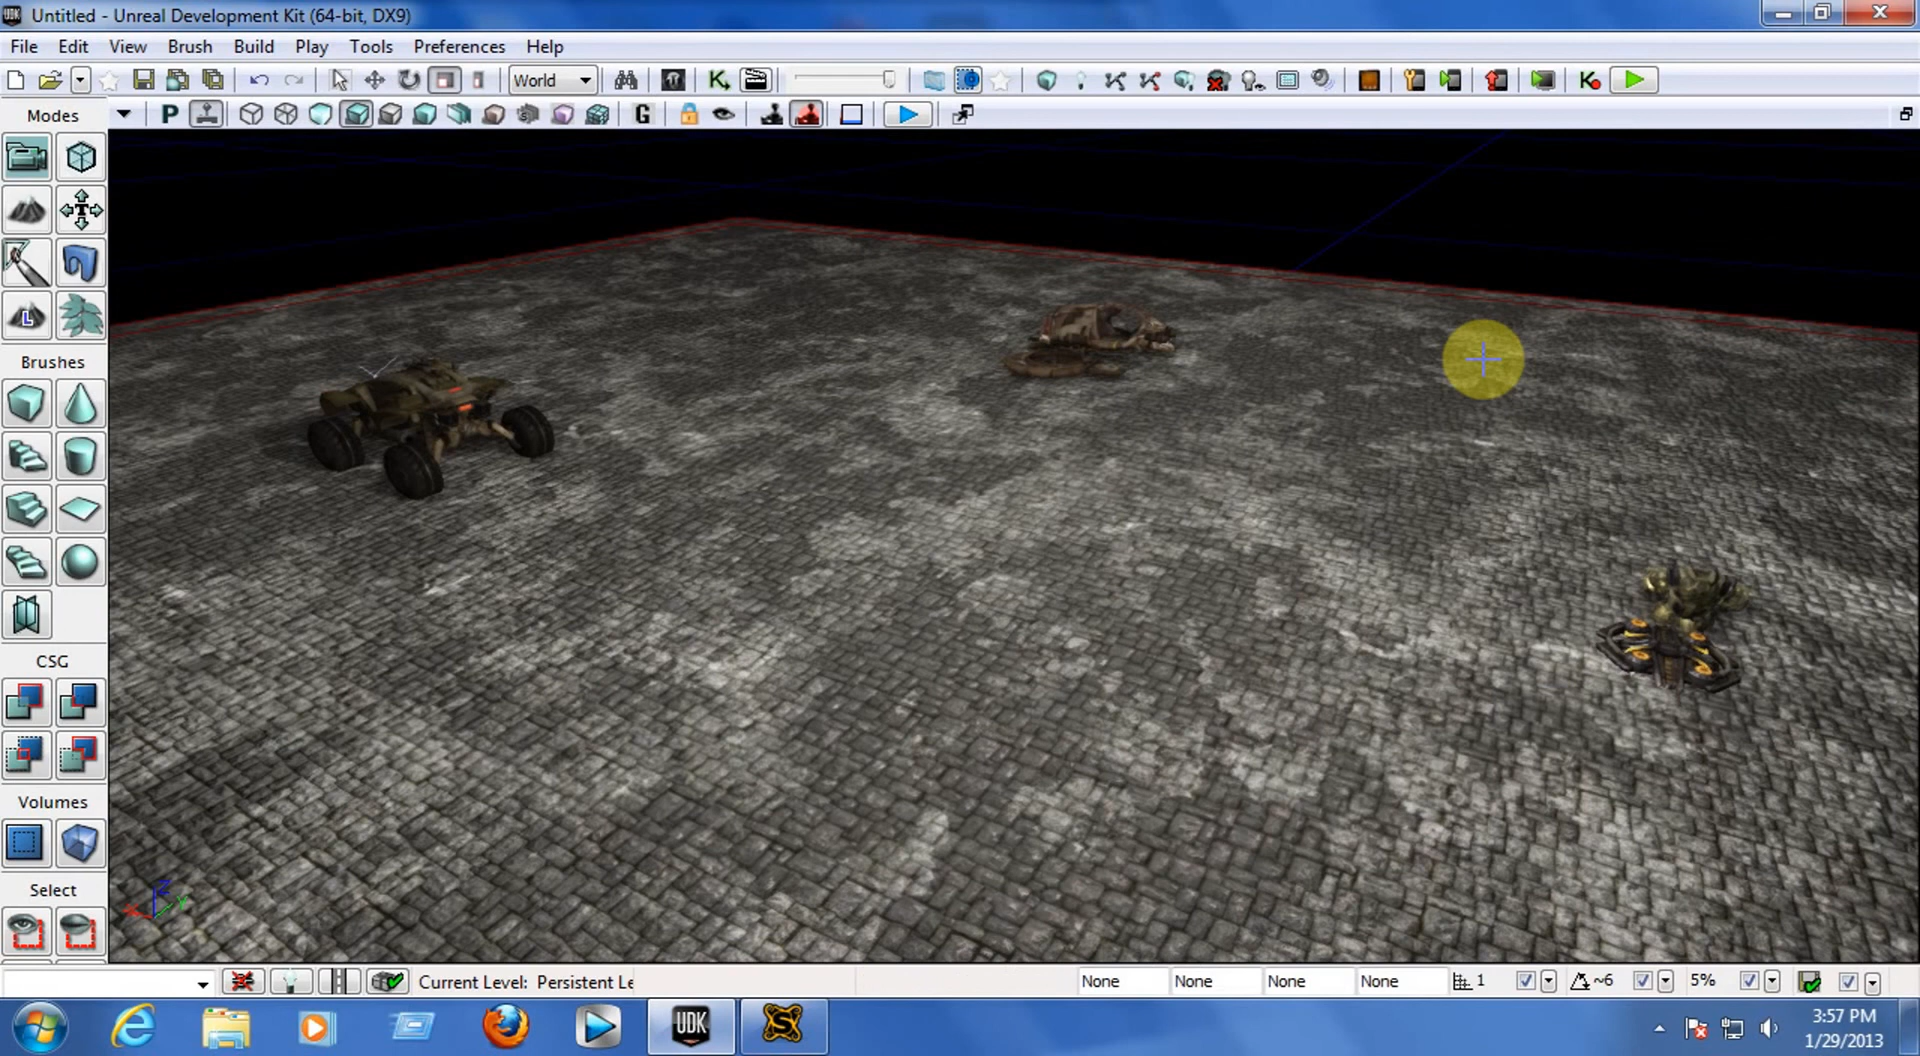 Untitled - Unreal Development Kit (64-bit, DX9)
File Edit View Brush Build Play Tools Preferences Help
World
Modes
P
G
Brushes
CSG
Volumes
Select
Z
X
Y
L
Current Level: Persistent Le
None None None None 1 ~6 5%
UDK
3:57 PM
1/29/2013